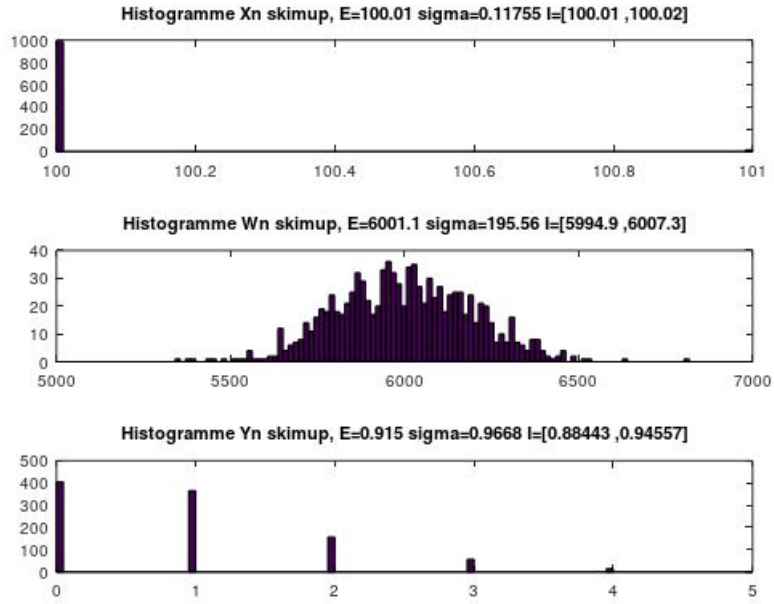 Histogramme Xn skimup, E=100.01 sigma=0.11755 I=[100.01 ,100.02]
1000
800
600
400
200
0
100 100.2 100.4 100.6 100.8 101
Histogramme Wn skimup, E=6001.1 sigma=195.56 I=[5994.9 ,6007.3]
40
30
20
10
0
5000 5500 6000 6500 7000
Histogramme Yn skimup, E=0.915 sigma=0.9668 I=[0.88443 ,0.94557]
500
400
300
200
100
0
0 1 2 3 4 5